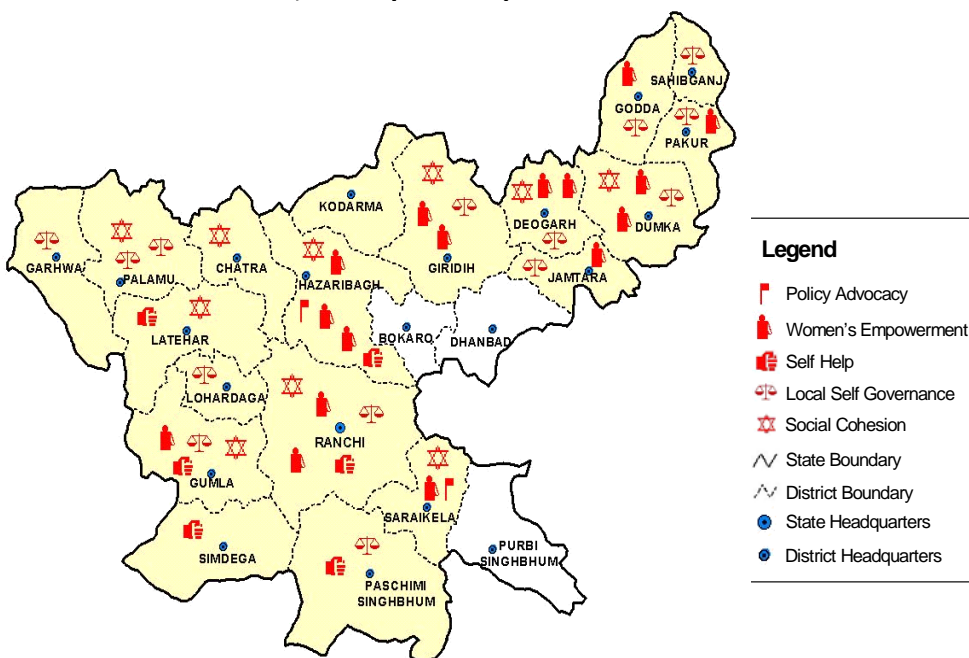 SAHIBGANJ
GODDA
PAKUR
KODARMA
DEOGARH
DUMKA
GARHWA
PALAMU
CHATRA
HAZARIBAGH
GIRIDIH
JAMTARA
LATEHAR
BOKARO
DHANBAD
LOHARDAGA
RANCHI
GUMLA
SARAIKELA
SIMDEGA
PASCHIMI
SINGHBHUM
PURBI
SINGHBHUM
Legend
Policy Advocacy
Women's Empowerment
Self Help
Local Self Governance
Social Cohesion
State Boundary
District Boundary
State Headquarters
District Headquarters